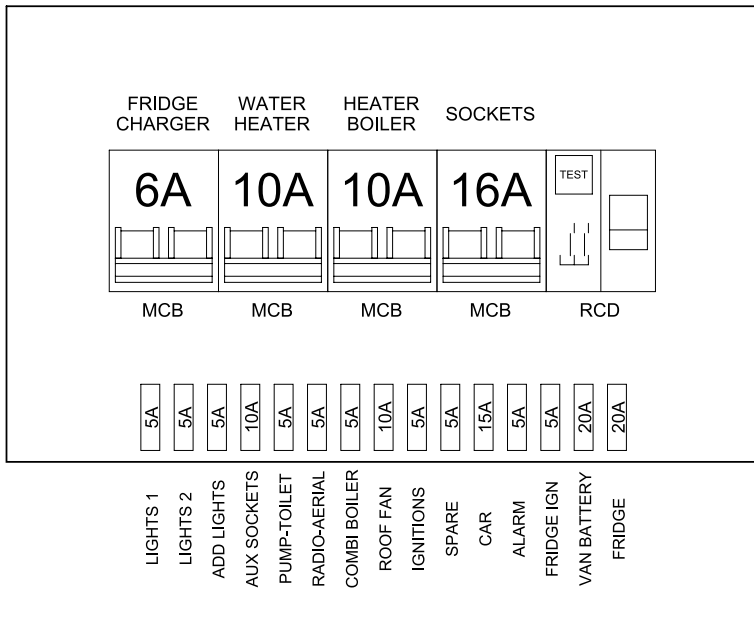 FRIDGE
CHARGER
WATER
HEATER
HEATER
BOILER
SOCKETS
6A
10A
10A
16A
TEST
MCB
MCB
MCB
MCB
RCD
5A
5A
5A
10A
5A
5A
5A
10A
5A
5A
15A
5A
5A
20A
20A
LIGHTS 1
LIGHTS 2
ADD LIGHTS
AUX SOCKETS
PUMP-TOILET
RADIO-AERIAL
COMBI BOILER
ROOF FAN
IGNITIONS
SPARE
CAR
ALARM
FRIDGE IGN
VAN BATTERY
FRIDGE